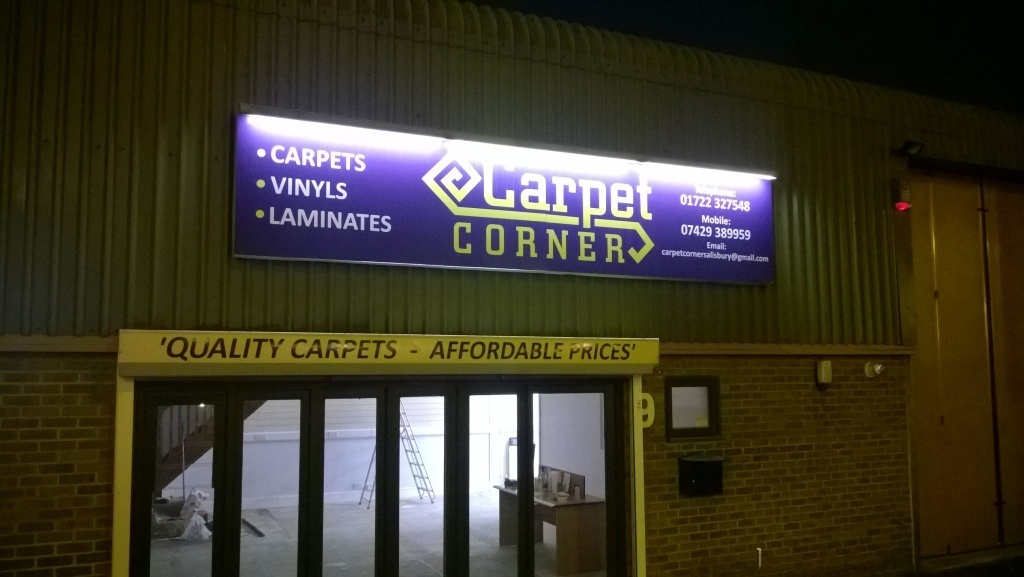 • CARPETS
• VINYLS
• LAMINATES
Carpet
CORNER
Telephone:
01722 327548
Mobile:
07429 389959
Email:
carpetcornersalisbury@gmail.com
'QUALITY CARPETS - AFFORDABLE PRICES'
9